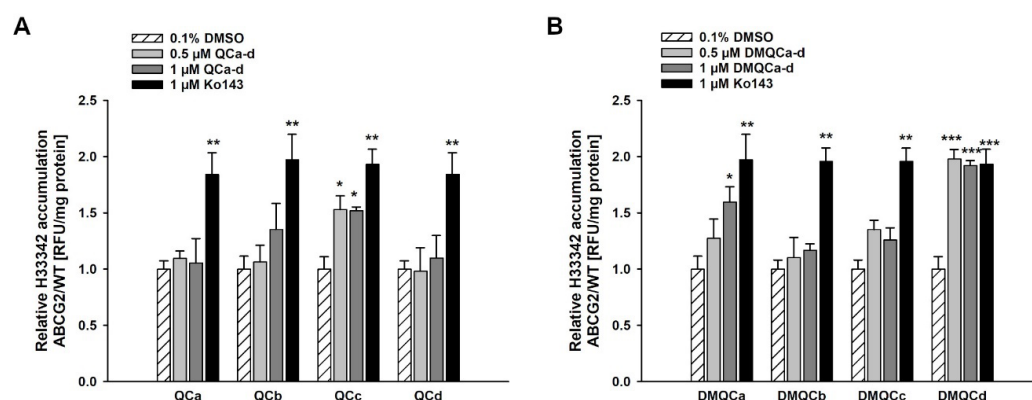 A
0.1% DMSO
0.5 µM QCa-d
1 µM QCa-d
1 µM Ko143
Relative H33342 accumulation
ABCG2/WT [RFU/mg protein]
2.5
2.0
1.5
1.0
0.5
0.0
** ** * * ** **
QCa QCb QCc QCd
B
0.1% DMSO
0.5 µM DMQCa-d
1 µM DMQCa-d
1 µM Ko143
Relative H33342 accumulation
ABCG2/WT [RFU/mg protein]
2.5
2.0
1.5
1.0
0.5
0.0
* ** ** ** *** *** ***
DMQCa DMQCb DMQCc DMQCd